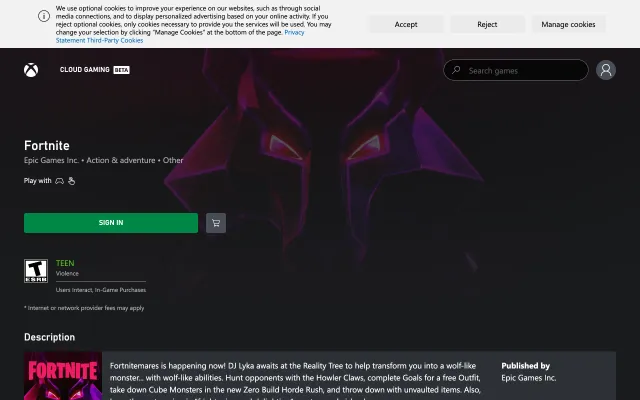 We use optional cookies to improve your experience on our websites, such as through social
media connections, and to display personalized advertising based on your online activity. If you
reject optional cookies, only cookies necessary to provide you the services will be used. You may
change your selection by clicking "Manage Cookies" at the bottom of the page. Privacy
Statement Third-Party Cookies
Accept
Reject
Manage cookies
CLOUD GAMING BETA
Search games
Fortnite
Epic Games Inc. • Action & adventure • Other
Play with
SIGN IN
T
ESRB
TEEN
Violence
Users Interact, In-Game Purchases
* Internet or network provider fees may apply
Description
FORTNITE
Fortnitemares is happening now! DJ Lyka awaits at the Reality Tree to help transform you into a wolf-like
monster... with wolf-like abilities. Hunt opponents with the Howler Claws, complete Goals for a free Outfit,
take down Cube Monsters in the new Zero Build Horde Rush, and throw down with unvaulted items. Also,
Published by
Epic Games Inc.